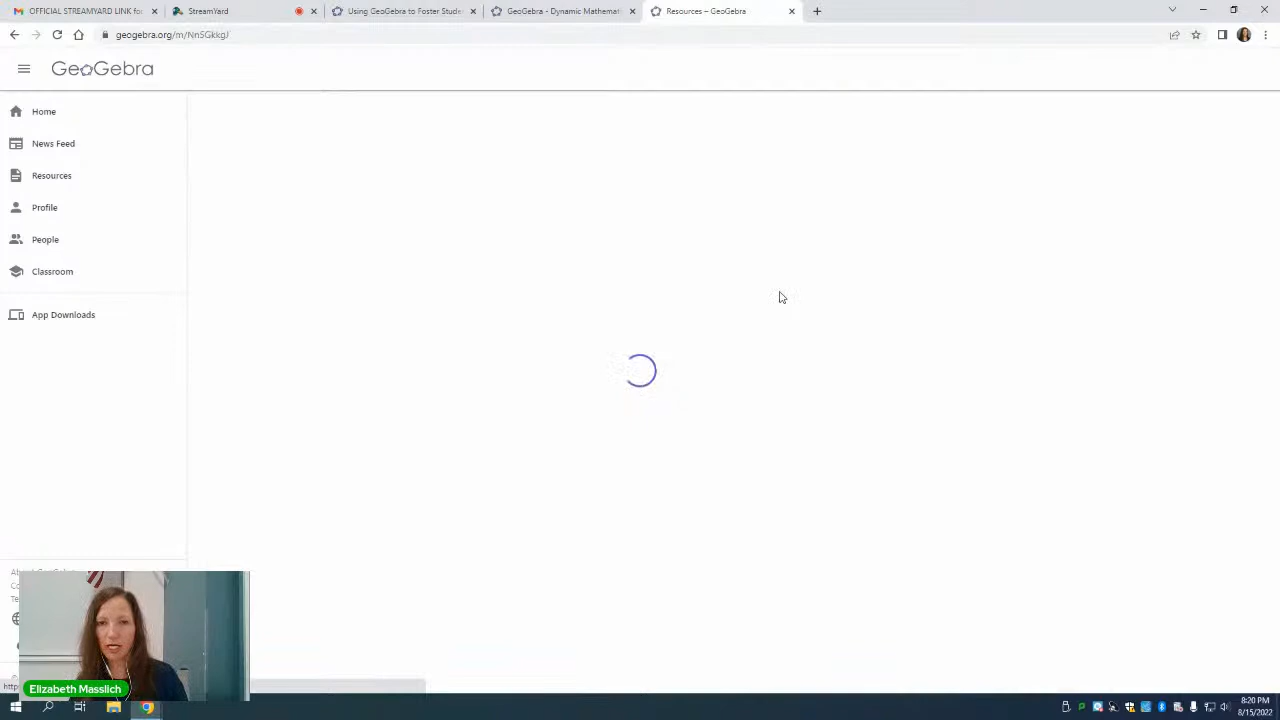 OFFICIAL STREAMYARD LINK for
StreamYard
Using GeoGebra to Foster Stude
GeoGebra - Dynamic Mathemat
Resources – GeoGebra
geogebra.org/m/NnSGkkgJ
GeoGebra
Home
News Feed
Resources
Profile
People
Classroom
App Downloads
Elizabeth Masslich
8:20 PM
8/15/2022